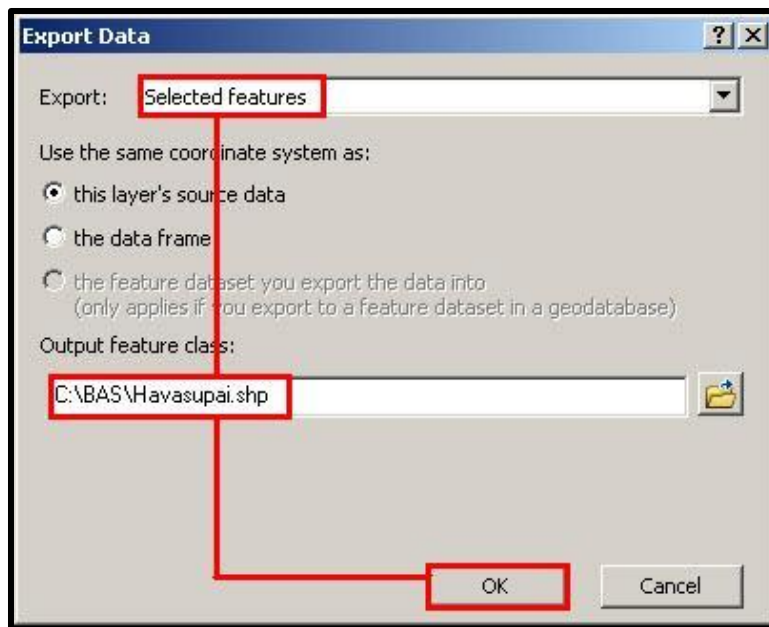 Export Data
Export: Selected features
Use the same coordinate system as:
this layer's source data
the data frame
the feature dataset you export the data into
(only applies if you export to a feature dataset in a geodatabase)
Output feature class:
C:\BAS\Havasupai.shp
OK Cancel